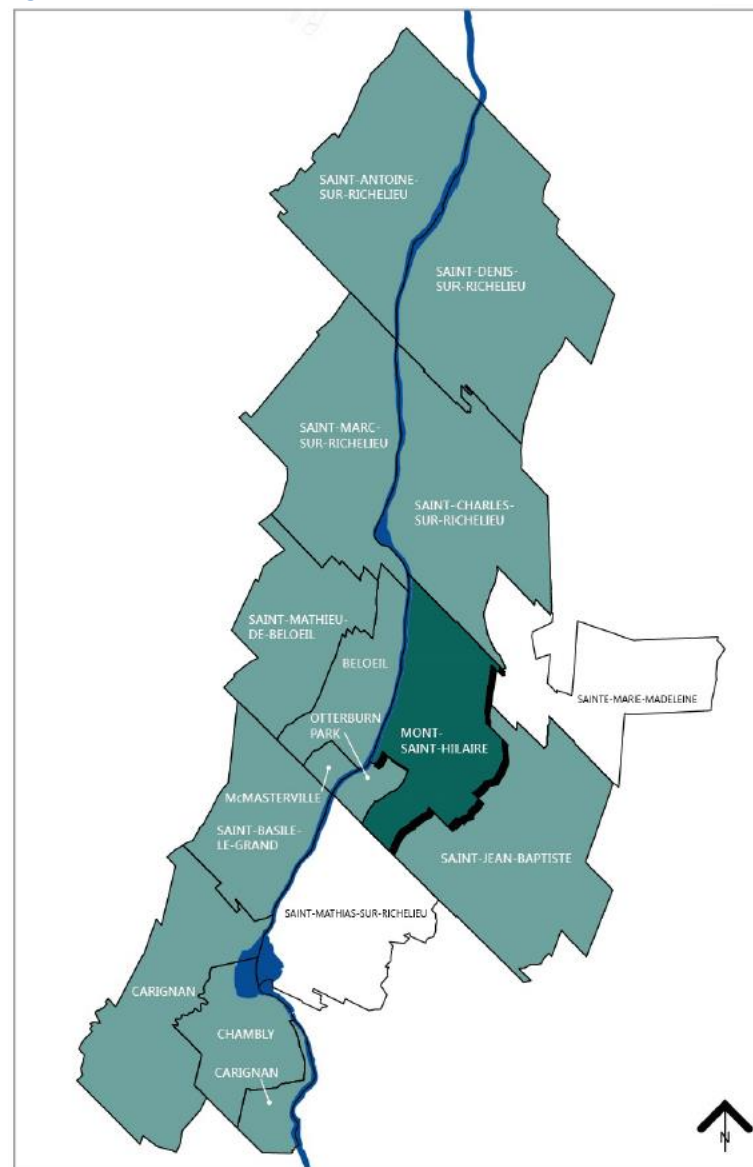 SAINT-ANTOINE-
SUR-RICHELIEU
SAINT-DENIS-
SUR-RICHELIEU
SAINT-MARC-
SUR-RICHELIEU
SAINT-CHARLES-
SUR-RICHELIEU
SAINT-MATHIEU-
DE-BELOEIL
BELOEIL
OTTERBURN
PARK
MONT-
SAINT-HILAIRE
SAINTE-MARIE-MADELEINE
McMASTERVILLE
SAINT-BASILE-
LE-GRAND
SAINT-JEAN-BAPTISTE
SAINT-MATHIAS-SUR-RICHELIEU
CARIGNAN
CHAMBLY
CARIGNAN
N